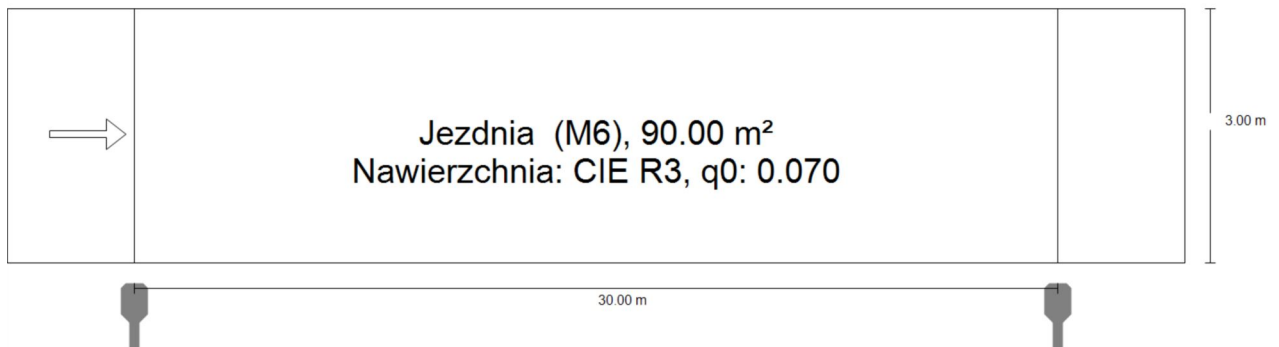 Jezdnia (M6), 90.00 m²
Nawierzchnia: CIE R3, q0: 0.070
3.00 m
30.00 m